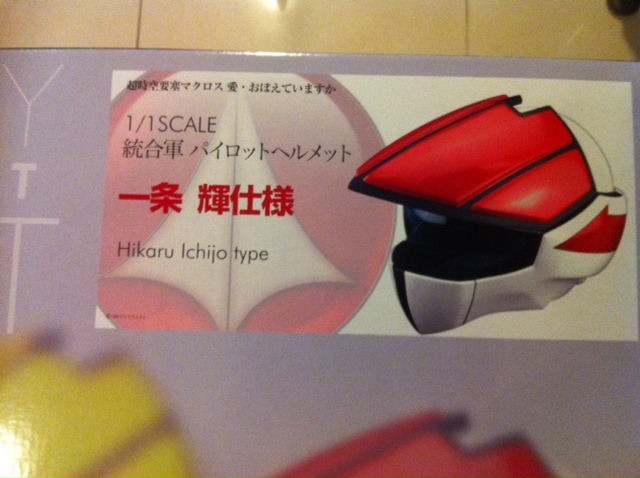 超時空要塞マクロス 愛・おぼえていますか
1/1SCALE
統合軍 パイロットヘルメット
一条 輝仕様
Hikaru Ichijo type
Y
T
T